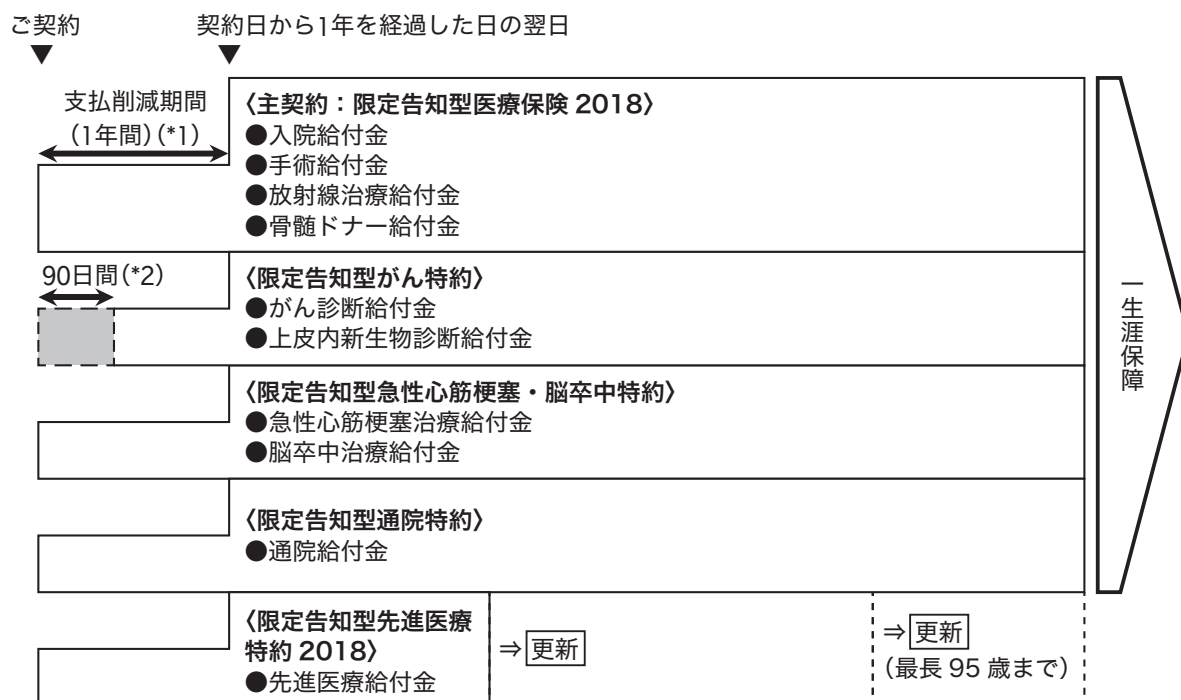 ご契約
契約日から1年を経過した日の翌日
支払削減期間
(1年間)(*1)
〈主契約:限定告知型医療保険 2018〉
●入院給付金
●手術給付金
●放射線治療給付金
●骨髄ドナー給付金
90日間(*2)
〈限定告知型がん特約〉
●がん診断給付金
●上皮内新生物診断給付金
〈限定告知型急性心筋梗塞・脳卒中特約〉
●急性心筋梗塞治療給付金
●脳卒中治療給付金
〈限定告知型通院特約〉
●通院給付金
〈限定告知型先進医療
特約 2018〉
●先進医療給付金
⇒更新
⇒更新
(最長 95 歳まで)
一生涯保障